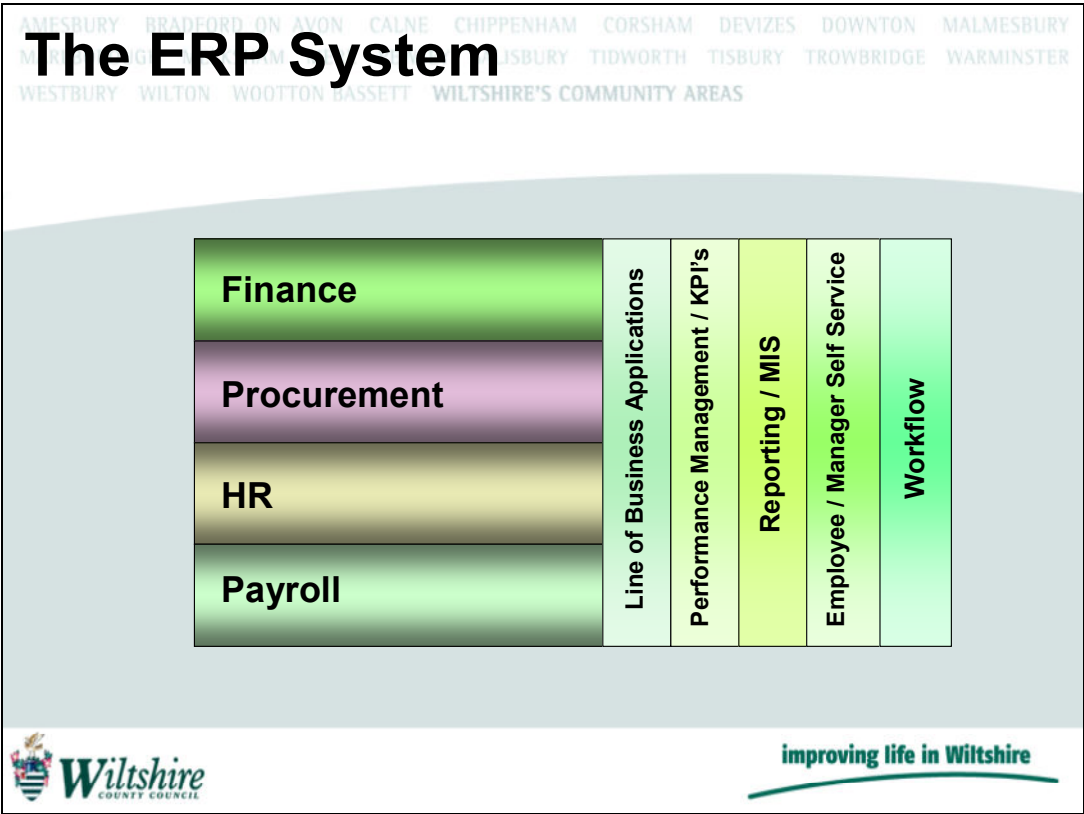 AMESBURY BRADFORD ON AVON CALNE CHIPPENHAM CORSHAM DEVIZES DOWNTON MALMESBURY
TIDWORTH TISBURY TROWBRIDGE WARMINSTER
WESTBURY WILTON WOOTTON BASSETT WILTSHIRE'S COMMUNITY AREAS
The ERP System
Finance
Procurement
HR
Payroll
Line of Business Applications
Performance Management / KPI's
Reporting / MIS
Employee / Manager Self Service
Workflow
Wiltshire
COUNTY COUNCIL
improving life in Wiltshire